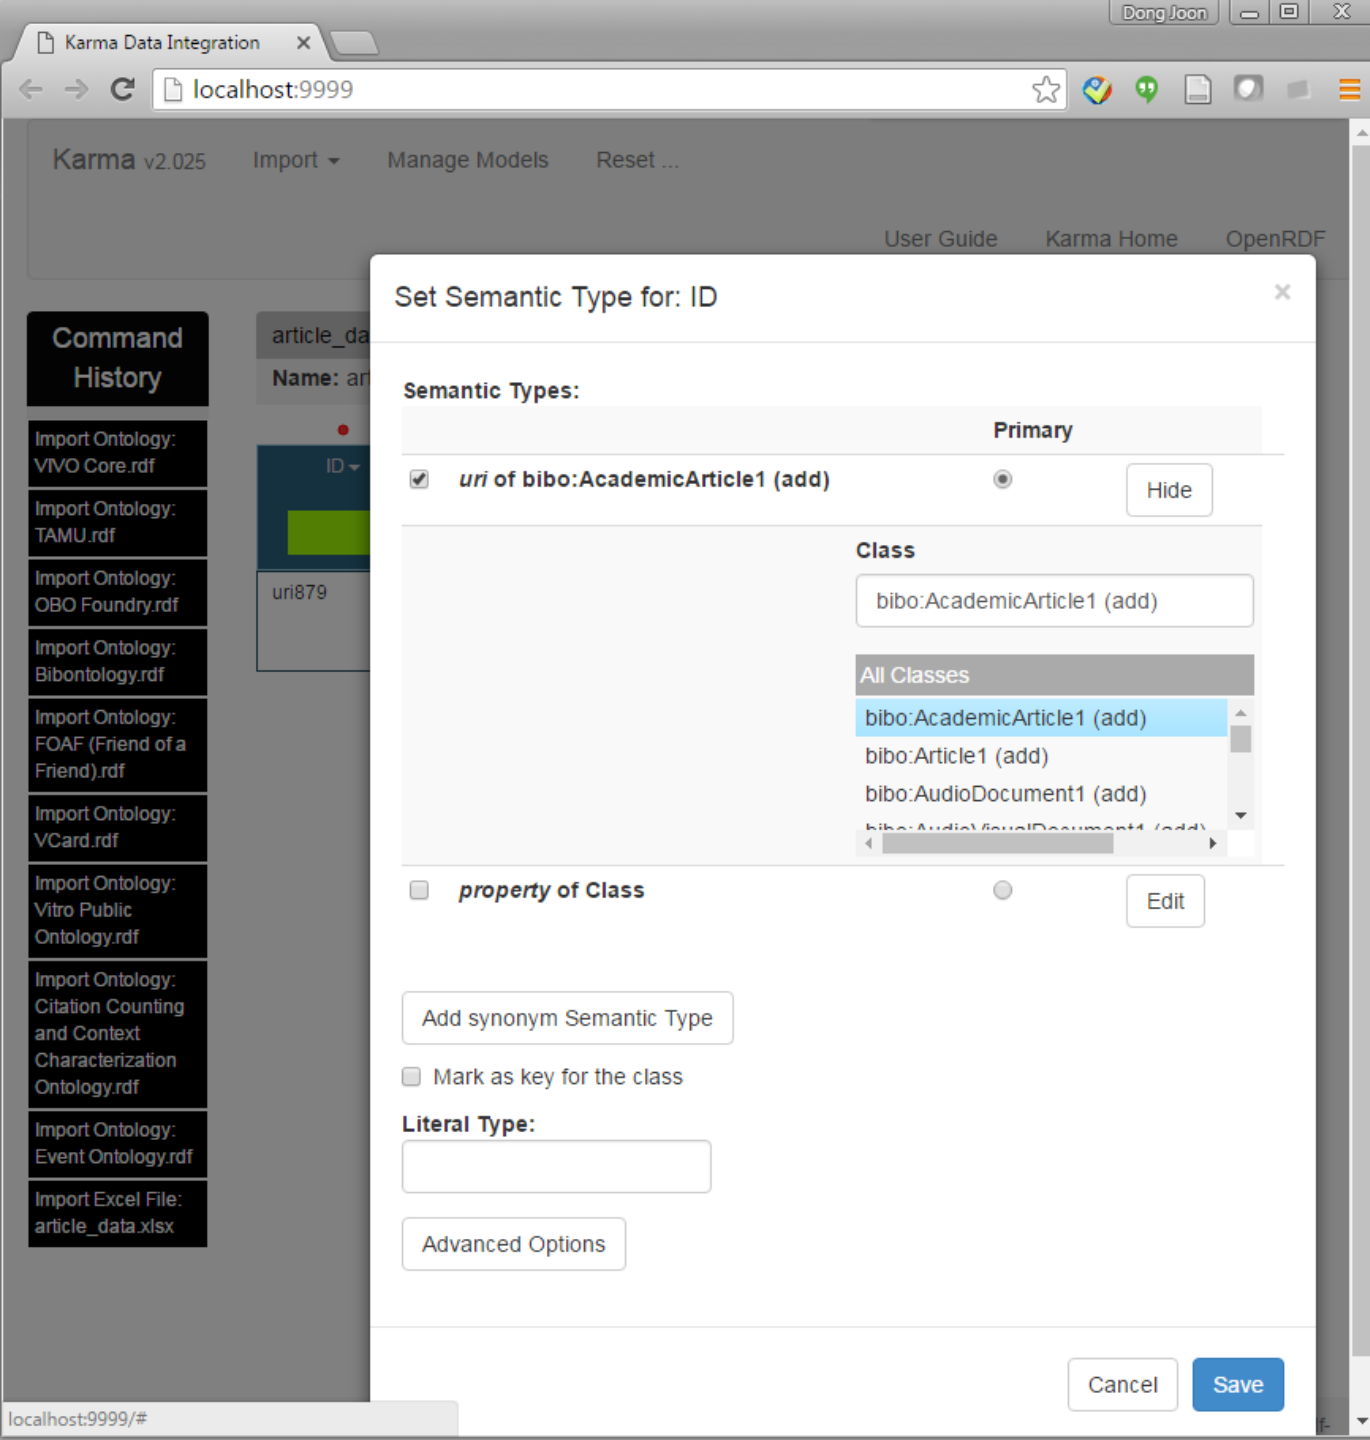 Dong Joon
Karma Data Integration
localhost:9999
Karma v2.025 Import Manage Models Reset ...
User Guide Karma Home OpenRDF
Command
History
Import Ontology:
VIVO Core.rdf
Import Ontology:
TAMU.rdf
Import Ontology:
OBO Foundry.rdf
Import Ontology:
Bibontology.rdf
Import Ontology:
FOAF (Friend of a
Friend).rdf
Import Ontology:
VCard.rdf
Import Ontology:
Vitro Public
Ontology.rdf
Import Ontology:
Citation Counting
and Context
Characterization
Ontology.rdf
Import Ontology:
Event Ontology.rdf
Import Excel File:
article_data.xlsx
article_da
Name: art
ID
uri879
Set Semantic Type for: ID
Semantic Types:
Primary
uri of bibo:AcademicArticle1 (add)
Hide
Class
bibo:AcademicArticle1 (add)
All Classes
bibo:AcademicArticle1 (add)
bibo:Article1 (add)
bibo:AudioDocument1 (add)
bibo:AudioVisualDocument1 (add)
property of Class
Edit
Add synonym Semantic Type
Mark as key for the class
Literal Type:
Advanced Options
Cancel Save
localhost:9999/#